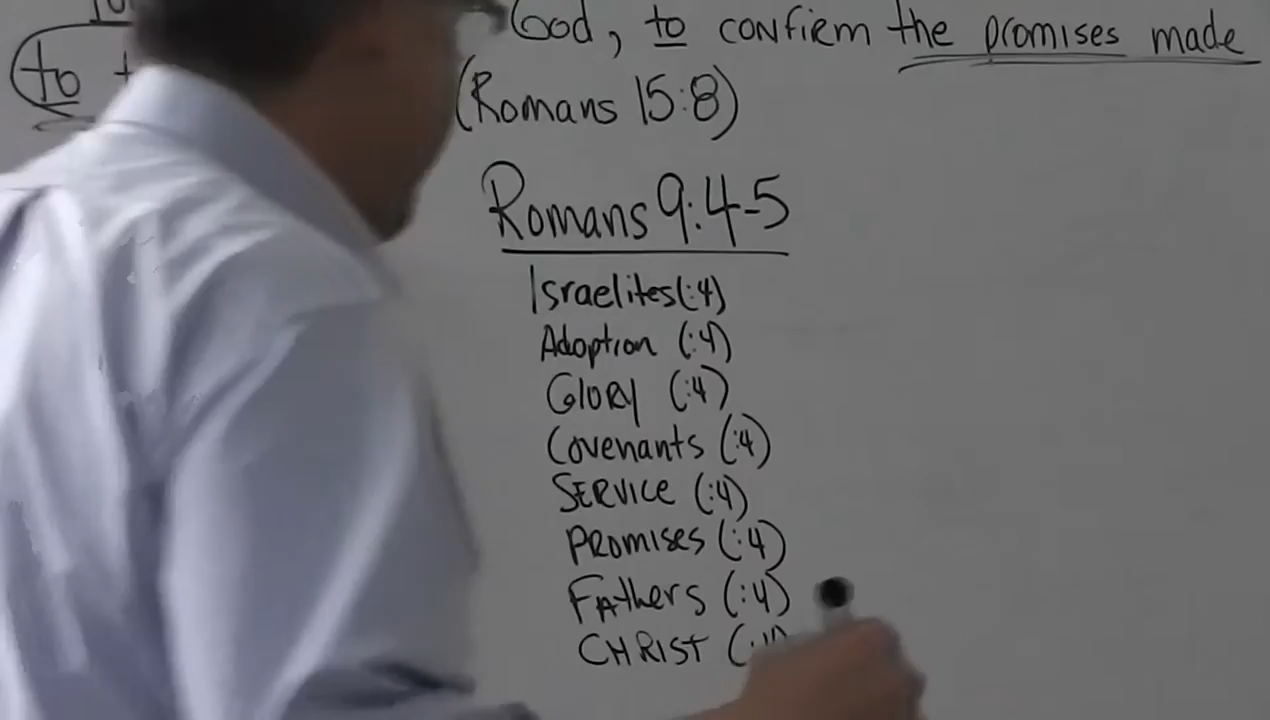 God, to confirm the promises made
to
(Romans 15:8)
Romans 9:4-5
Israelites (:4)
Adoption (:4)
Glory (:4)
Covenants (:4)
SERVICE (:4)
PROMISES (:4)
FAthers (:4)
CHRIST (: